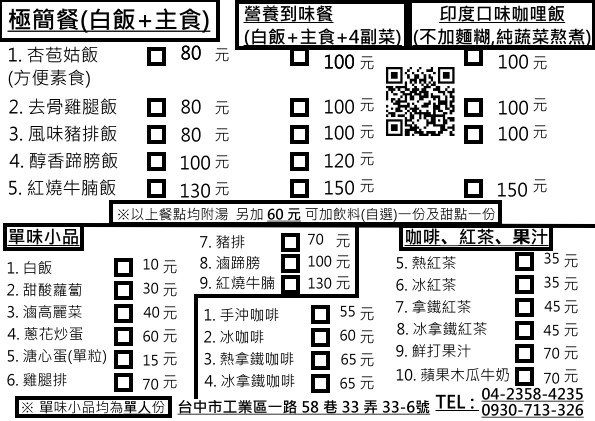 極簡餐(白飯+主食)
營養到味餐
(白飯+主食+4副菜)
印度口味咖哩飯
(不加麵糊,純蔬菜熬煮)
1. 杏苞菇飯 80 元 100 元 100 元
(方便素食)
2. 去骨雞腿飯 80 元 100 元 100 元
3. 風味豬排飯 80 元 100 元 100 元
4. 醇香蹄膀飯 100 元 120 元
5. 紅燒牛腩飯 130 元 150 元 150 元
※以上餐點均附湯 另加 60 元 可加飲料(自選)一份及甜點一份
單味小品
1. 白飯 10 元
2. 甜酸蘿蔔 30 元
3. 滷高麗菜 40 元
4. 蔥花炒蛋 60 元
5. 溏心蛋(單粒) 15 元
6. 雞腿排 70 元
7. 豬排 70 元
8. 滷蹄膀 100 元
9. 紅燒牛腩 130 元
咖啡、紅茶、果汁
1. 手沖咖啡 55 元
2. 冰咖啡 60 元
3. 熱拿鐵咖啡 65 元
4. 冰拿鐵咖啡 65 元
5. 熱紅茶 35 元
6. 冰紅茶 35 元
7. 拿鐵紅茶 45 元
8. 冰拿鐵紅茶 45 元
9. 鮮打果汁 70 元
10. 蘋果木瓜牛奶 70 元
※ 單味小品均為單人份
台中市工業區一路 58 巷 33 弄 33-6號
TEL : 04-2358-4235
0930-713-326